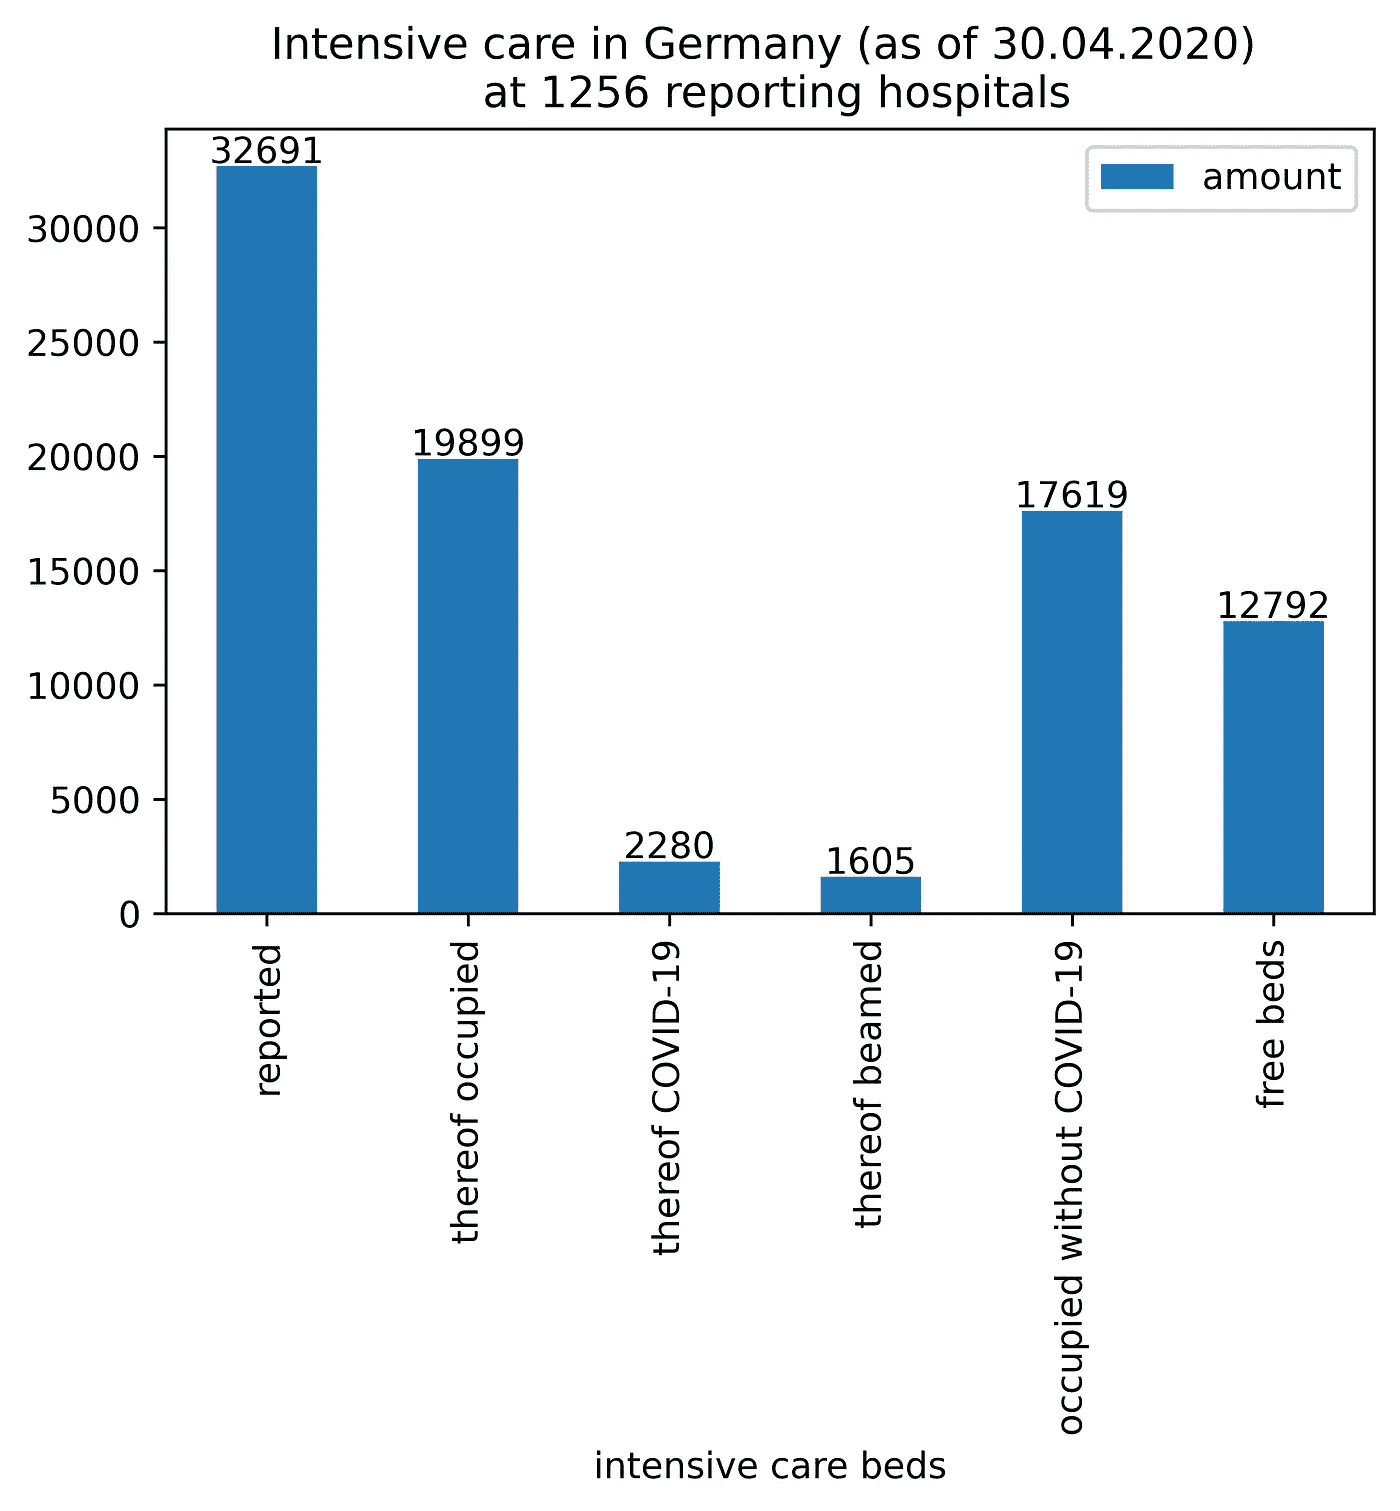 Intensive care in Germany (as of 30.04.2020)
at 1256 reporting hospitals
amount
32691
19899
2280
1605
17619
12792
30000
25000
20000
15000
10000
5000
0
reported
thereof occupied
thereof COVID-19
thereof beamed
occupied without COVID-19
free beds
intensive care beds